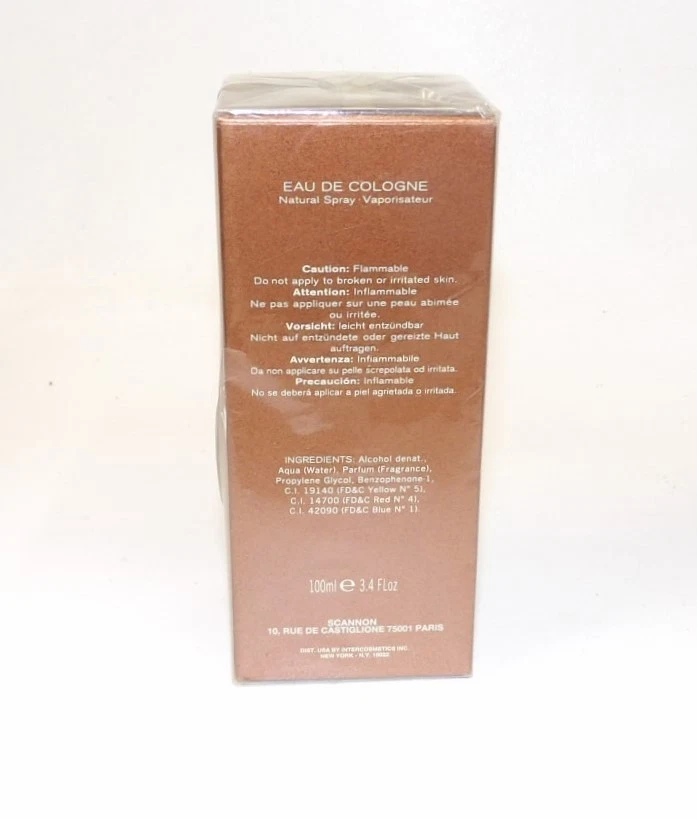 EAU DE COLOGNE
Natural Spray · Vaporisateur
Caution: Flammable
Do not apply to broken or irritated skin.
Attention: Inflammable
Ne pas appliquer sur une peau abimée
ou irritée.
Vorsicht: leicht entzündbar
Nicht auf entzündete oder gereizte Haut
auftragen.
Avvertenza: Infiammabile
Da non applicare su pelle screpolata od irritata.
Precaución: Inflamable
No se deberá aplicar a piel agrietada o irritada.
INGREDIENTS: Alcohol denat.,
Aqua (Water), Parfum (Fragrance),
Propylene Glycol, Benzophenone-1,
C.I. 19140 (FD&C Yellow N° 5),
C.I. 14700 (FD&C Red N° 4),
C.I. 42090 (FD&C Blue N° 1).
100ml e 3.4 Fl.oz
SCANNON
10, RUE DE CASTIGLIONE 75001 PARIS
DIST. USA BY INTERCOSMETICS INC.
NEW YORK - N.Y.